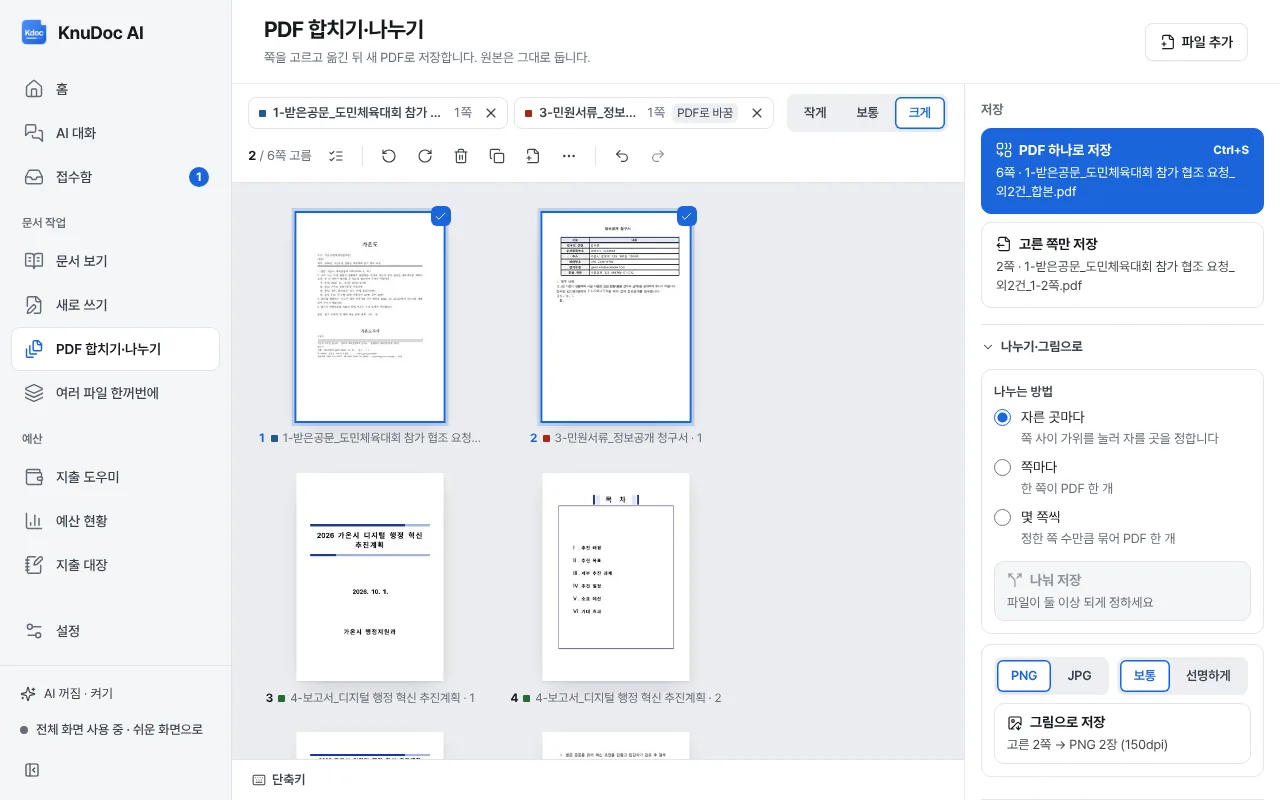 Kdoc
KnuDoc AI
홈
AI 대화
접수함
1
문서 작업
문서 보기
새로 쓰기
PDF 합치기·나누기
여러 파일 한꺼번에
예산
지출 도우미
예산 현황
지출 대장
설정
AI 꺼짐 · 켜기
전체 화면 사용 중 · 쉬운 화면으로
PDF 합치기·나누기
쪽을 고르고 옮긴 뒤 새 PDF로 저장합니다. 원본은 그대로 둡니다.
파일 추가
1-받은공문_도민체육대회 참가 ... 1쪽
3-민원서류_정보... 1쪽 PDF로 바꿈
작게 보통 크게
2 / 6쪽 고름
가온도
정보공개 청구서
1 1-받은공문_도민체육대회 참가 협조 요청...
2 3-민원서류_정보공개 청구서 · 1
2026 가온시 디지털 행정 혁신
추진계획
2026. 10. 1.
가온시 행정지원과
목 차
Ⅰ 추진 배경
Ⅱ 추진 목표
Ⅲ 세부 추진 과제
Ⅳ 추진 일정
Ⅴ 소요 예산
Ⅵ 기대 효과
3 4-보고서_디지털 행정 혁신 추진계획 · 1
4 4-보고서_디지털 행정 혁신 추진계획 · 2
단축키
저장
PDF 하나로 저장 Ctrl+S
6쪽 · 1-받은공문_도민체육대회 참가 협조 요청_
외2건_합본.pdf
고른 쪽만 저장
2쪽 · 1-받은공문_도민체육대회 참가 협조 요청_
외2건_1-2쪽.pdf
나누기·그림으로
나누는 방법
자른 곳마다
쪽 사이 가위를 눌러 자를 곳을 정합니다
쪽마다
한 쪽이 PDF 한 개
몇 쪽씩
정한 쪽 수만큼 묶어 PDF 한 개
나눠 저장
파일이 둘 이상 되게 정하세요
PNG JPG 보통 선명하게
그림으로 저장
고른 2쪽 → PNG 2장 (150dpi)